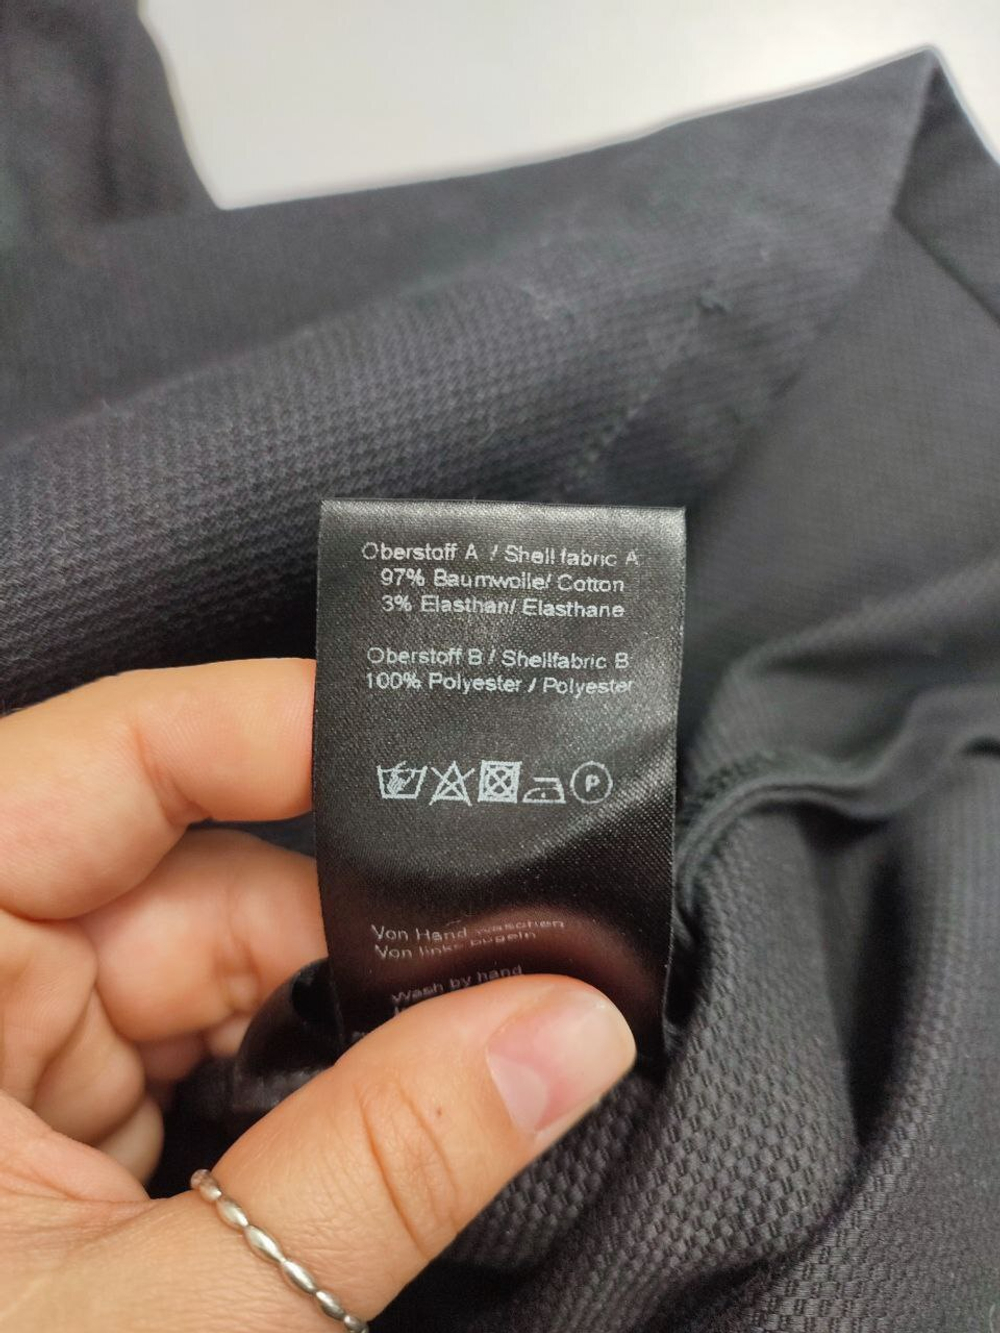 Oberstoff A / Shell fabric A
97% Baumwolle/ Cotton
3% Elasthan/ Elasthane
Oberstoff B / Shellfabric B
100% Polyester / Polyester
P
Von Hand waschen
Von links bügeln
Wash by hand